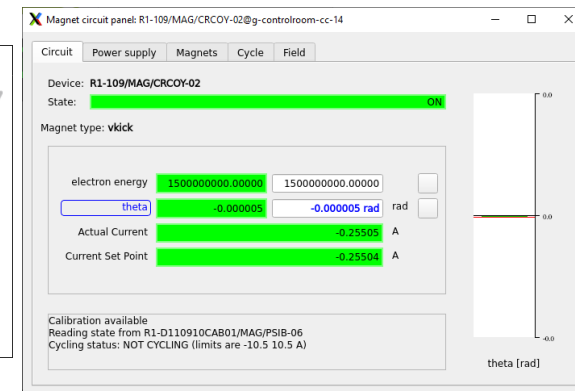 Magnet circuit panel: R1-109/MAG/CRCOY-02@g-controlroom-cc-14
Circuit Power supply Magnets Cycle Field
Device: R1-109/MAG/CRCOY-02
State: ON
Magnet type: vkick
electron energy 1500000000.00000 1500000000.00000
theta -0.000005 -0.000005 rad rad
Actual Current -0.25505 A
Current Set Point -0.25504 A
Calibration available
Reading state from R1-D110910CAB01/MAG/PSIB-06
Cycling status: NOT CYCLING (limits are -10.5 10.5 A)
0.0
0.0
-0.0
theta [rad]